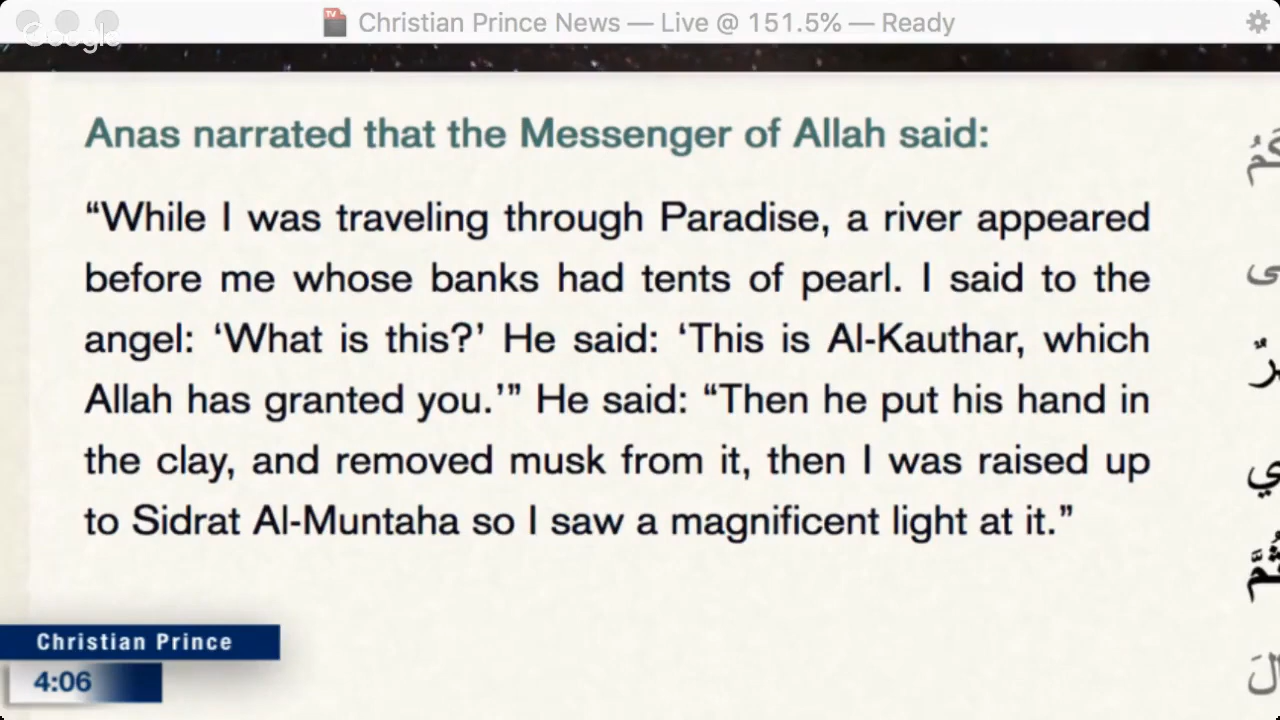 Christian Prince News — Live @ 151.5% — Ready
Google
Anas narrated that the Messenger of Allah said:
“While I was traveling through Paradise, a river appeared
before me whose banks had tents of pearl. I said to the
angel: ‘What is this?’ He said: ‘This is Al-Kauthar, which
Allah has granted you.’” He said: “Then he put his hand in
the clay, and removed musk from it, then I was raised up
to Sidrat Al-Muntaha so I saw a magnificent light at it.”
Christian Prince
4:06